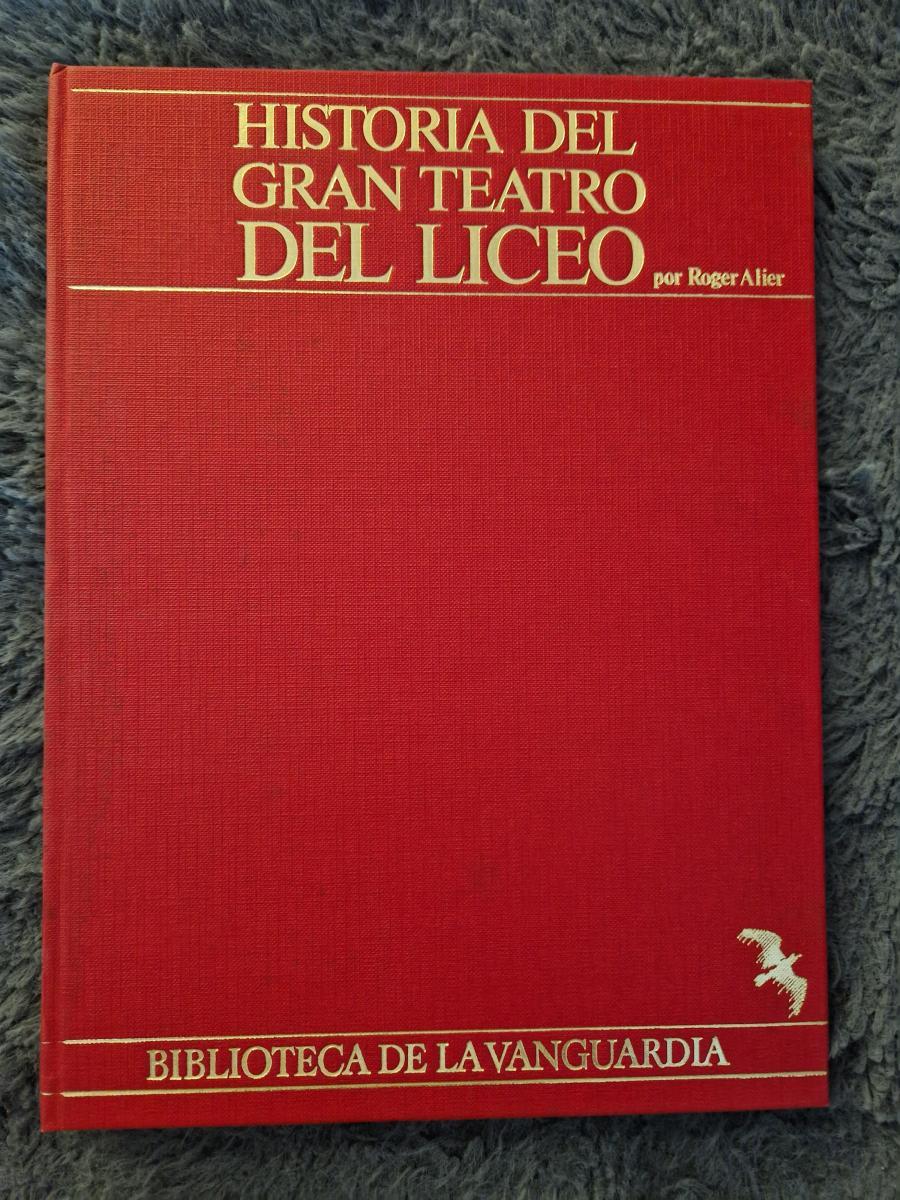 HISTORIA DEL
GRAN TEATRO
DEL LICEO
por Roger Alier
BIBLIOTECA DE LA VANGUARDIA